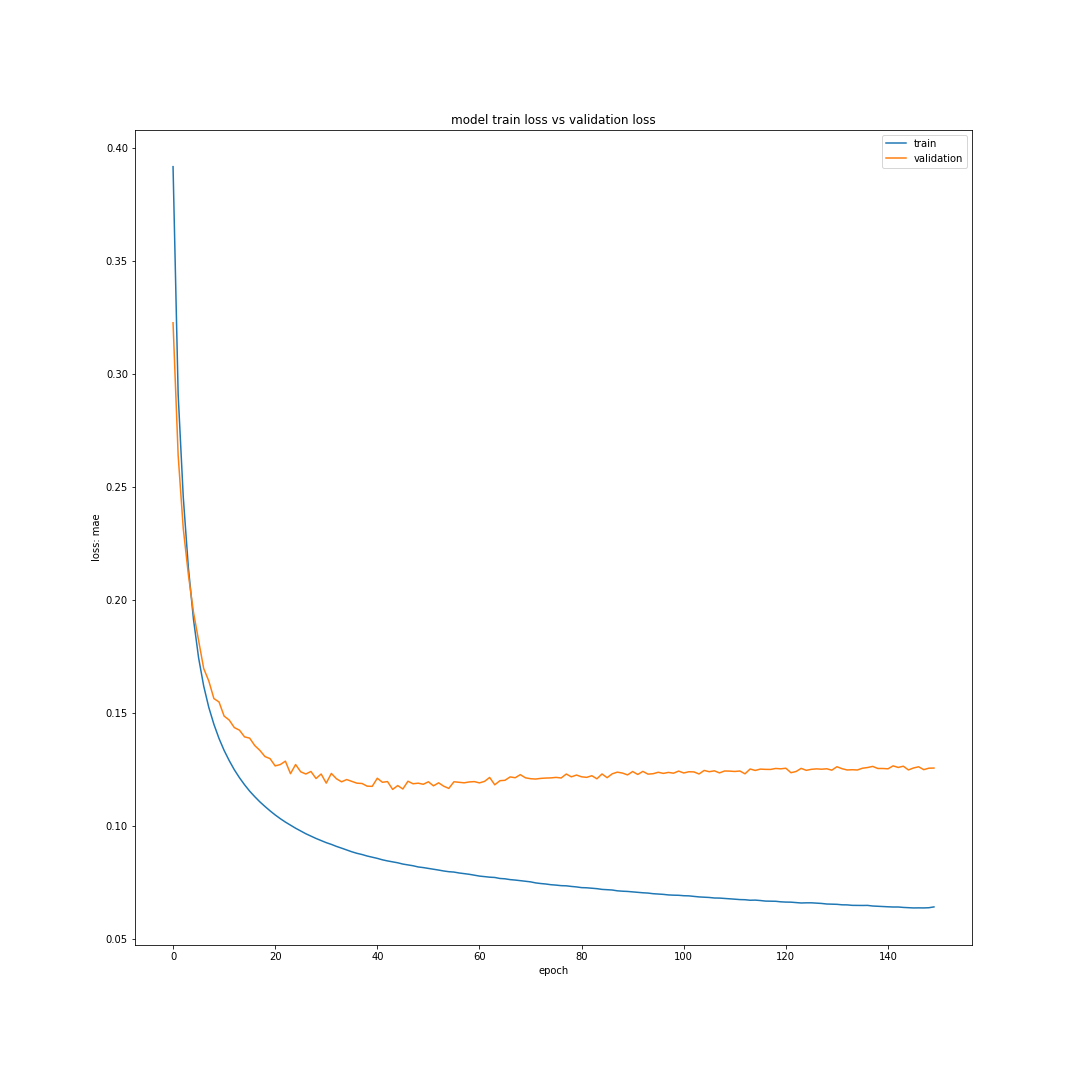 model train loss vs validation loss
train
validation
0.40
0.35
0.30
0.25
0.20
0.15
0.10
0.05
loss: mae
0 20 40 60 80 100 120 140
epoch